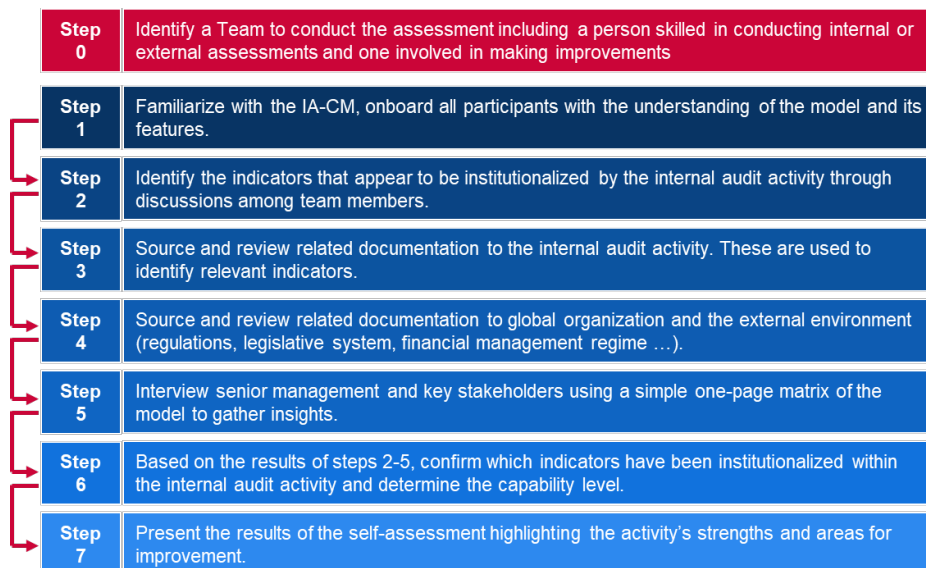 Step
0
Identify a Team to conduct the assessment including a person skilled in conducting internal or
external assessments and one involved in making improvements
Step
1
Familiarize with the IA-CM, onboard all participants with the understanding of the model and its
features.
Step
2
Identify the indicators that appear to be institutionalized by the internal audit activity through
discussions among team members.
Step
3
Source and review related documentation to the internal audit activity. These are used to
identify relevant indicators.
Step
4
Source and review related documentation to global organization and the external environment
(regulations, legislative system, financial management regime ...).
Step
5
Interview senior management and key stakeholders using a simple one-page matrix of the
model to gather insights.
Step
6
Based on the results of steps 2-5, confirm which indicators have been institutionalized within
the internal audit activity and determine the capability level.
Step
7
Present the results of the self-assessment highlighting the activity's strengths and areas for
improvement.